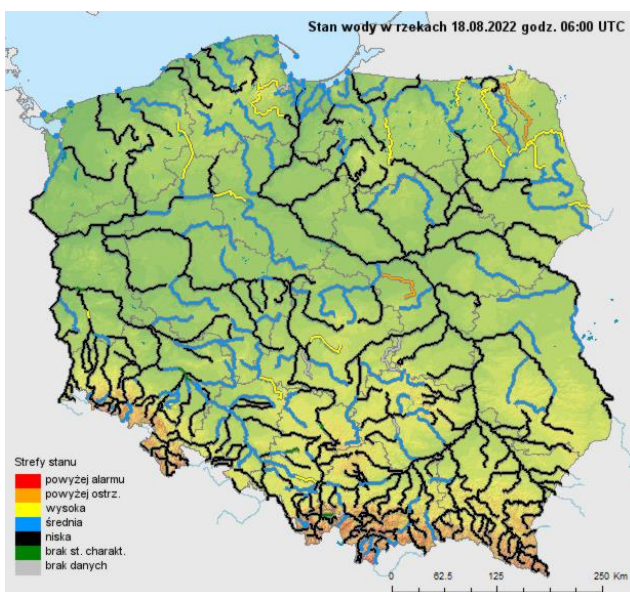 Stan wody w rzekach 18.08.2022 godz. 06:00 UTC
Strefy stanu
powyżej alarmu
powyżej ostrz.
wysoka
średnia
niska
brak st. charakt.
brak danych
0 62.5 125 250 Km